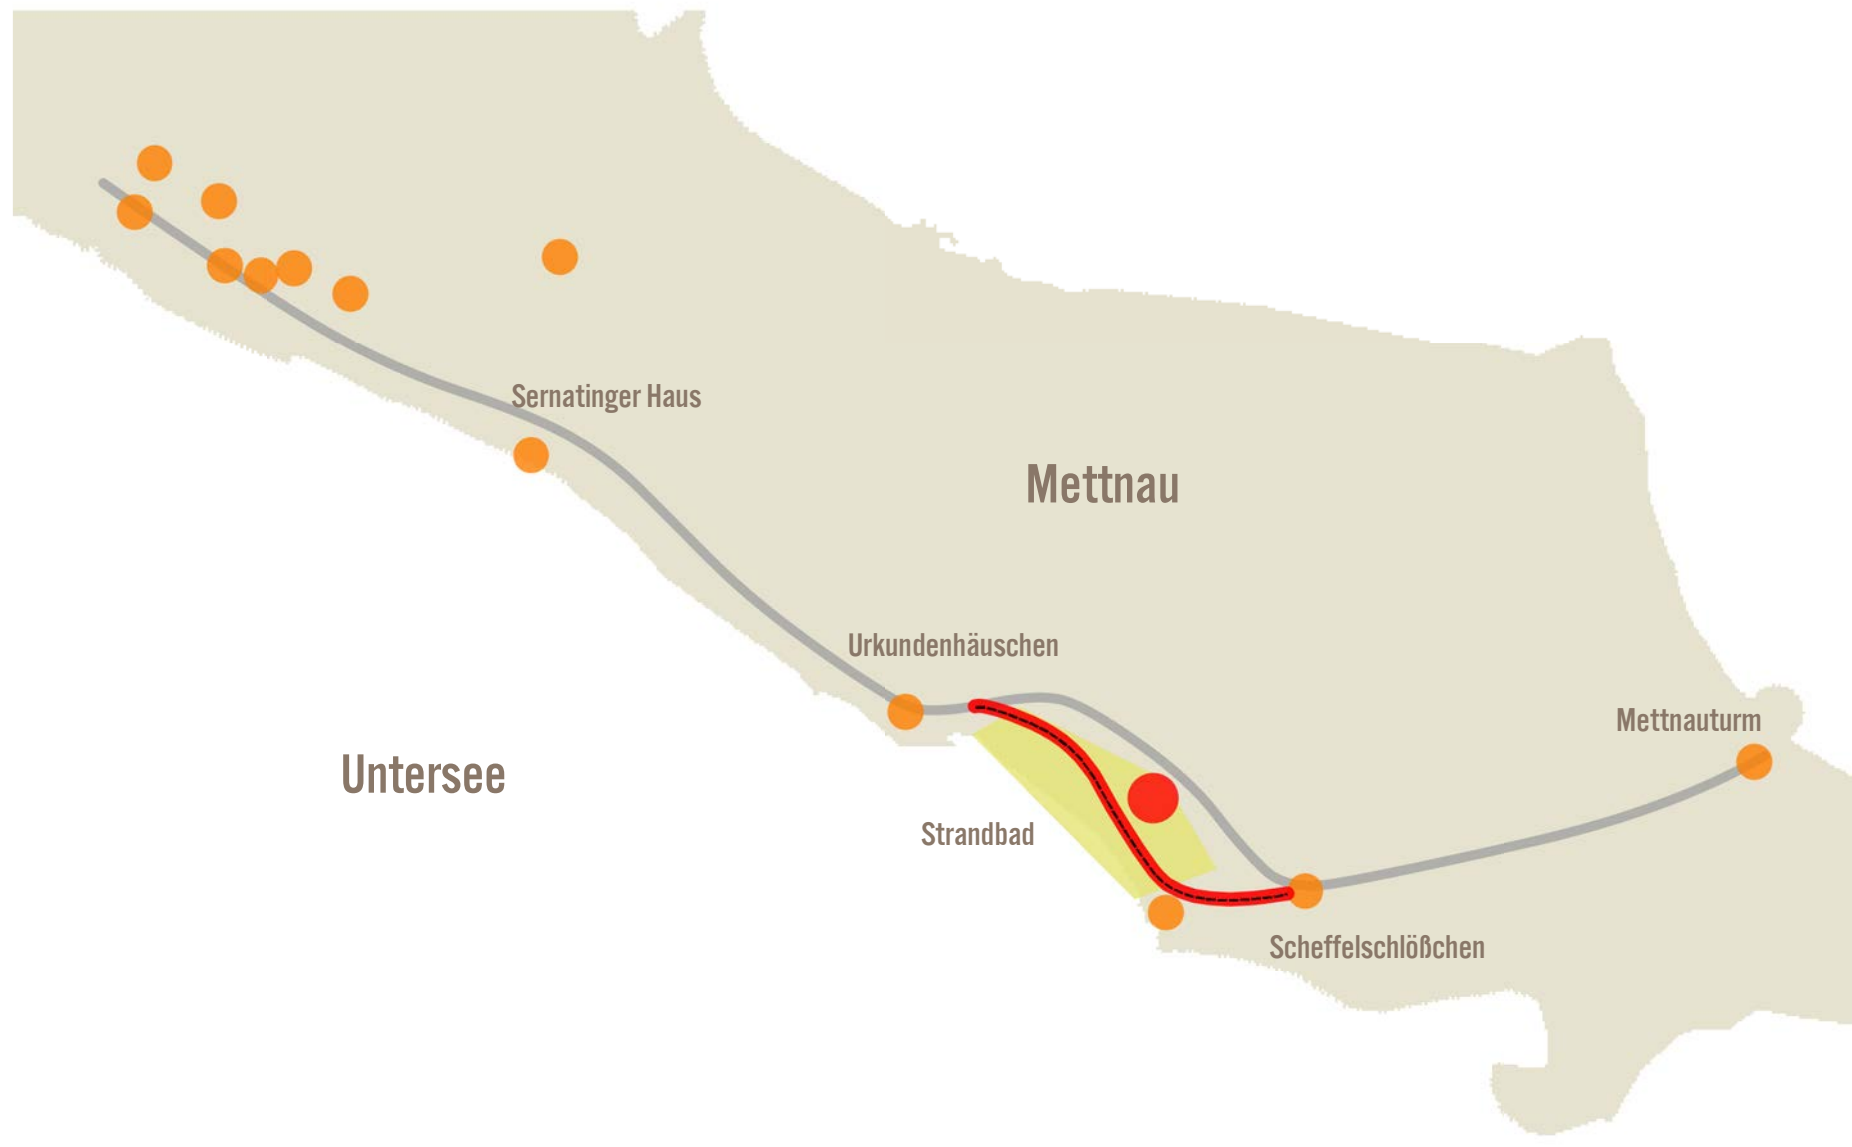 Sernatinger Haus
Mettnau
Urkundenhäuschen
Mettnauturm
Untersee
Strandbad
Scheffelschlößchen